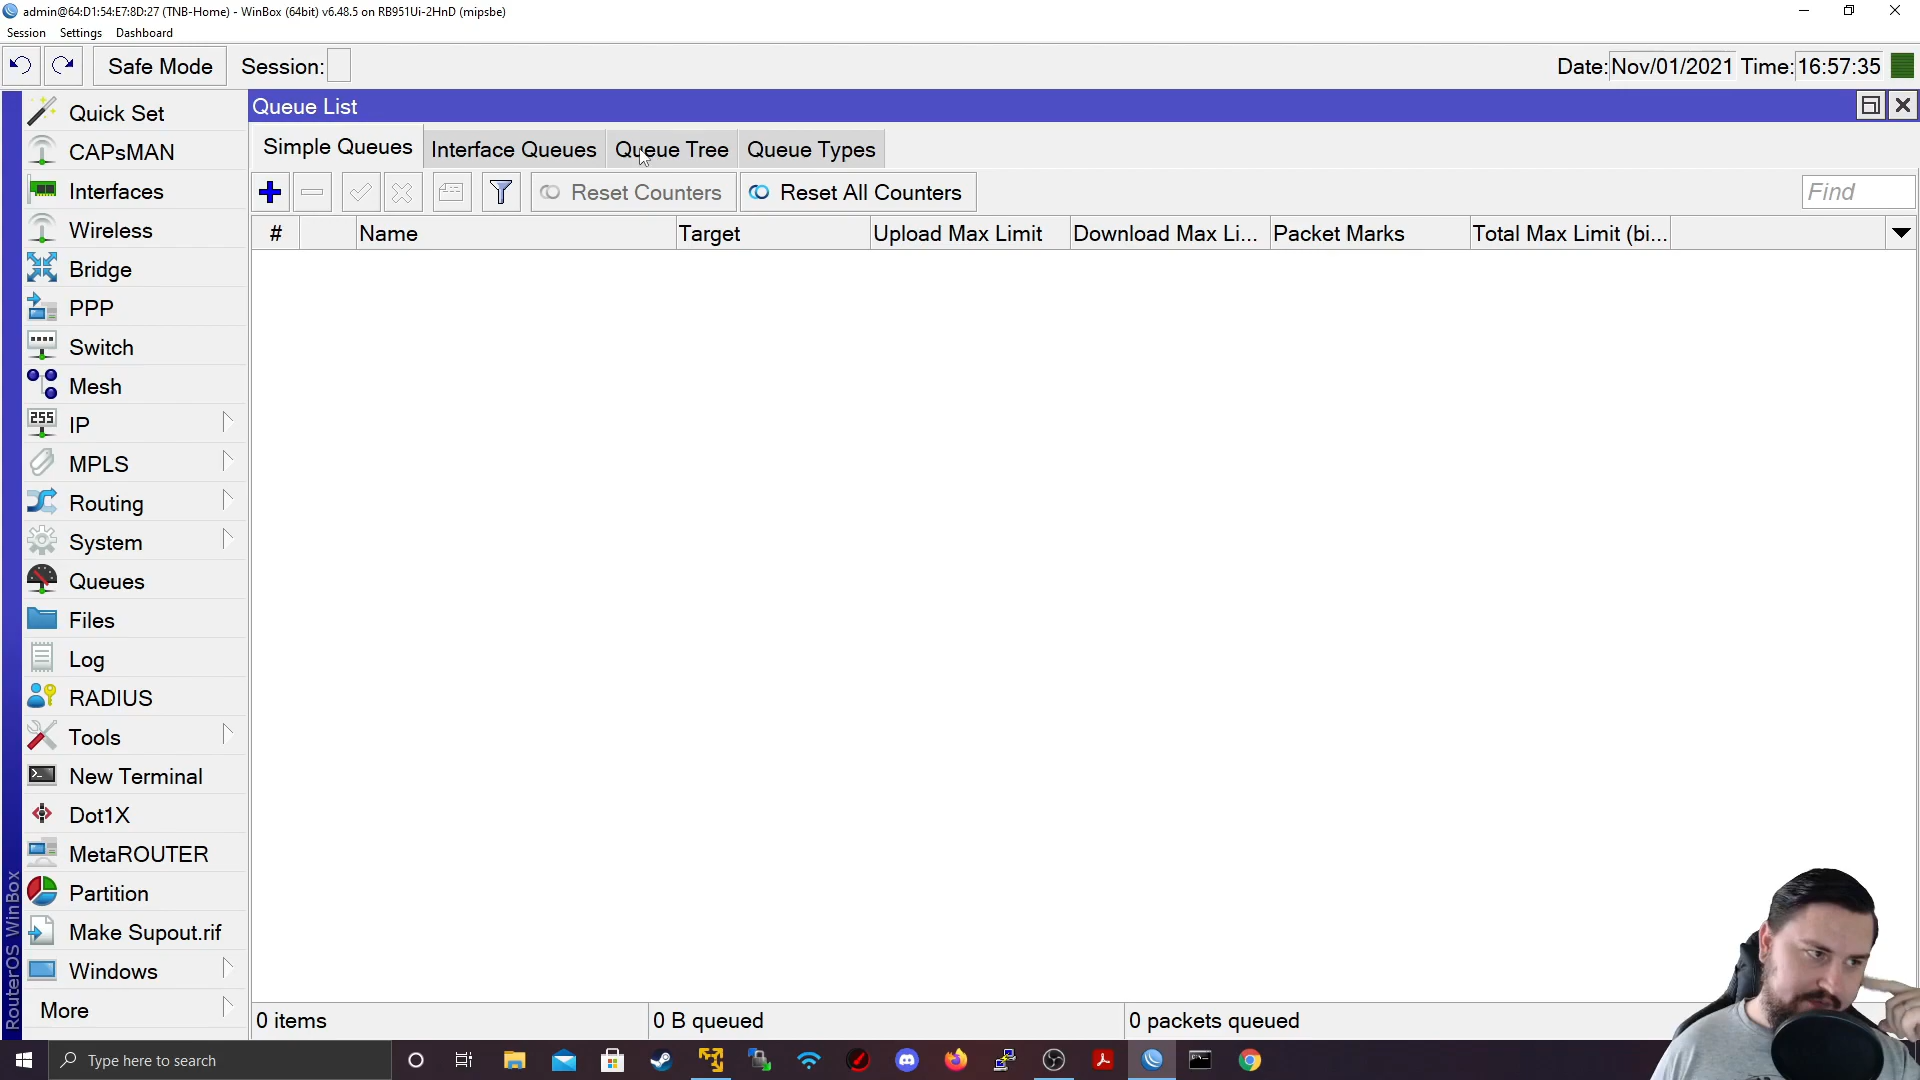 admin@64:D1:54:E7:8D:27 (TNB-Home) - WinBox (64bit) v6.48.5 on RB951Ui-2HnD (mipsbe)
Session Settings Dashboard
Safe Mode Session: Date: Nov/01/2021 Time: 16:57:35
Queue List
Simple Queues Interface Queues Queue Tree Queue Types
Reset Counters Reset All Counters Find
# Name Target Upload Max Limit Download Max Li... Packet Marks Total Max Limit (bi...
Quick Set
CAPsMAN
Interfaces
Wireless
Bridge
PPP
Switch
Mesh
255 IP
MPLS
Routing
System
Queues
Files
Log
RADIUS
Tools
New Terminal
Dot1X
MetaROUTER
Partition
Make Supout.rif
Windows
More
RouterOS WinBox
0 items 0 B queued 0 packets queued
Type here to search